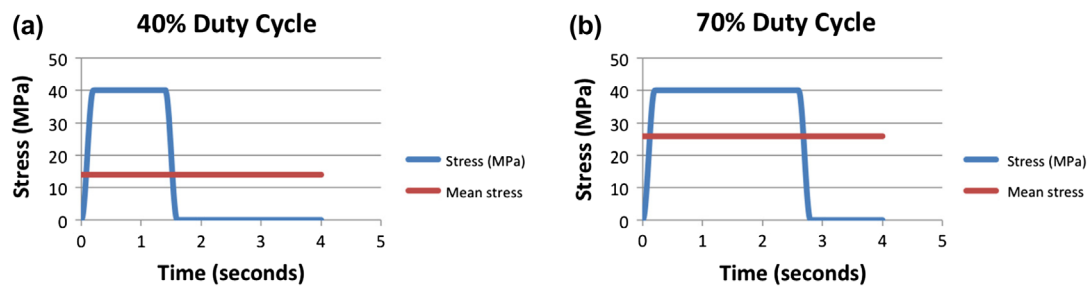 (a) 40% Duty Cycle
50
40
30
20
10
0
Stress (MPa)
0 1 2 3 4 5
Time (seconds)
Stress (MPa)
Mean stress
(b) 70% Duty Cycle
50
40
30
20
10
0
Stress (MPa)
0 1 2 3 4 5
Time (seconds)
Stress (MPa)
Mean stress